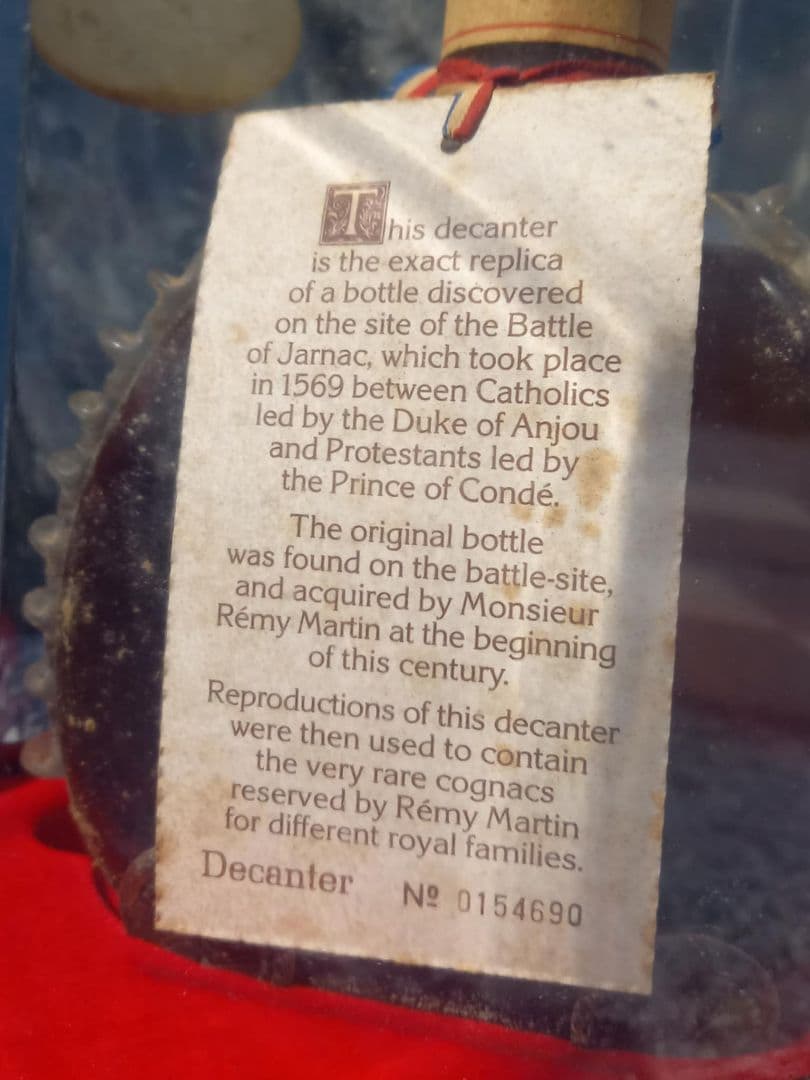 This decanter
is the exact replica
of a bottle discovered
on the site of the Battle
of Jarnac, which took place
in 1569 between Catholics
led by the Duke of Anjou
and Protestants led by
the Prince of Condé.
The original bottle
was found on the battle-site,
and acquired by Monsieur
Rémy Martin at the beginning
of this century.
Reproductions of this decanter
were then used to contain
the very rare cognacs
reserved by Rémy Martin
for different royal families.
Decanter Nº 0154690